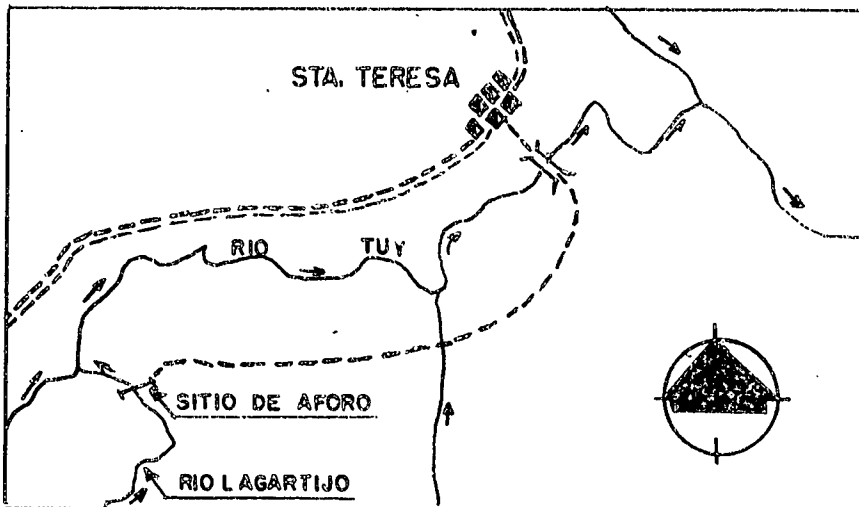 STA. TERESA
RIO TUY
SITIO DE AFORO
RIO LAGARTIJO